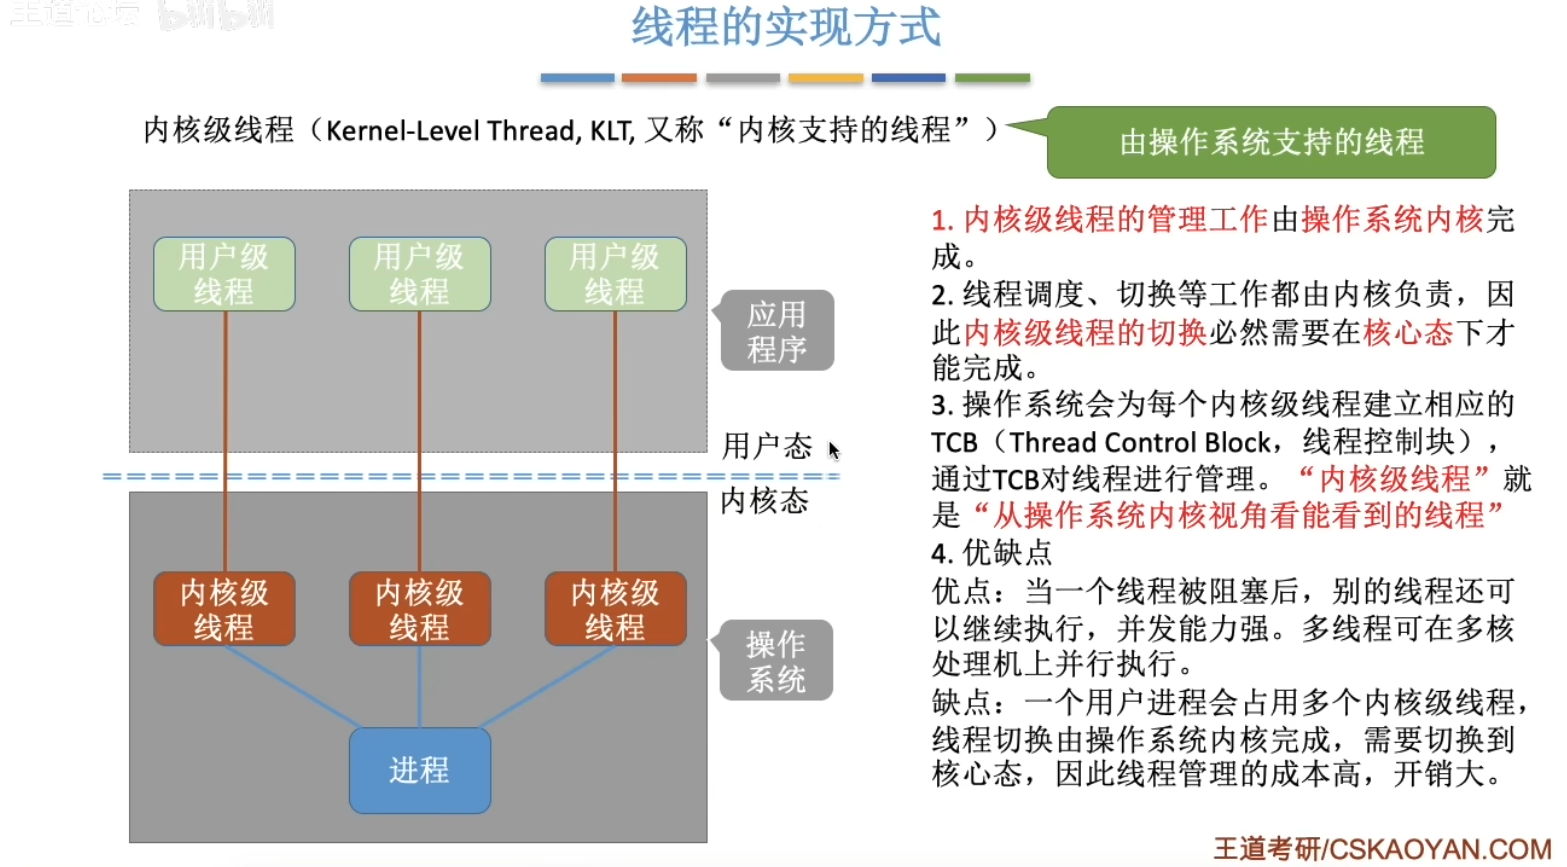 王道论坛 bilibili
线程的实现方式
内核级线程（Kernel-Level Thread, KLT, 又称“内核支持的线程”）
由操作系统支持的线程
用户级
线程
用户级
线程
用户级
线程
应用
程序
用户态
内核态
内核级
线程
内核级
线程
内核级
线程
操作
系统
进程
1. 内核级线程的管理工作由操作系统内核完
成。
2. 线程调度、切换等工作都由内核负责，因
此内核级线程的切换必然需要在核心态下才
能完成。
3. 操作系统会为每个内核级线程建立相应的
TCB（Thread Control Block，线程控制块），
通过TCB对线程进行管理。“内核级线程”就
是“从操作系统内核视角看能看到的线程”
4. 优缺点
优点：当一个线程被阻塞后，别的线程还可
以继续执行，并发能力强。多线程可在多核
处理机上并行执行。
缺点：一个用户进程会占用多个内核级线程，
线程切换由操作系统内核完成，需要切换到
核心态，因此线程管理的成本高，开销大。
王道考研/CSKAOYAN.COM